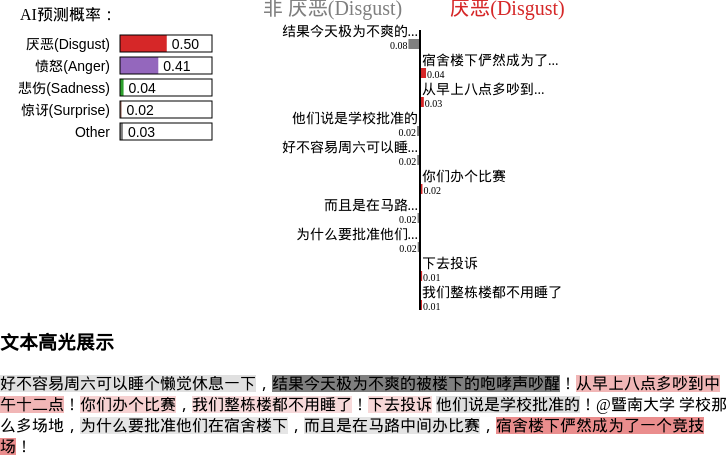 AI预测概率：
厌恶(Disgust) 0.50
愤怒(Anger) 0.41
悲伤(Sadness) 0.04
惊讶(Surprise) 0.02
Other 0.03
非 厌恶(Disgust) 厌恶(Disgust)
结果今天极为不爽的...
0.08
宿舍楼下俨然成为了...
0.04
从早上八点多吵到...
0.03
他们说是学校批准的
0.02
好不容易周六可以睡...
0.02
你们办个比赛
0.02
而且是在马路...
0.02
为什么要批准他们...
0.02
下去投诉
0.01
我们整栋楼都不用睡了
0.01
文本高光展示
好不容易周六可以睡个懒觉休息一下，结果今天极为不爽的被楼下的咆哮声吵醒！从早上八点多吵到中
午十二点！你们办个比赛，我们整栋楼都不用睡了！下去投诉 他们说是学校批准的！@暨南大学 学校那
么多场地，为什么要批准他们在宿舍楼下，而且是在马路中间办比赛，宿舍楼下俨然成为了一个竞技
场！